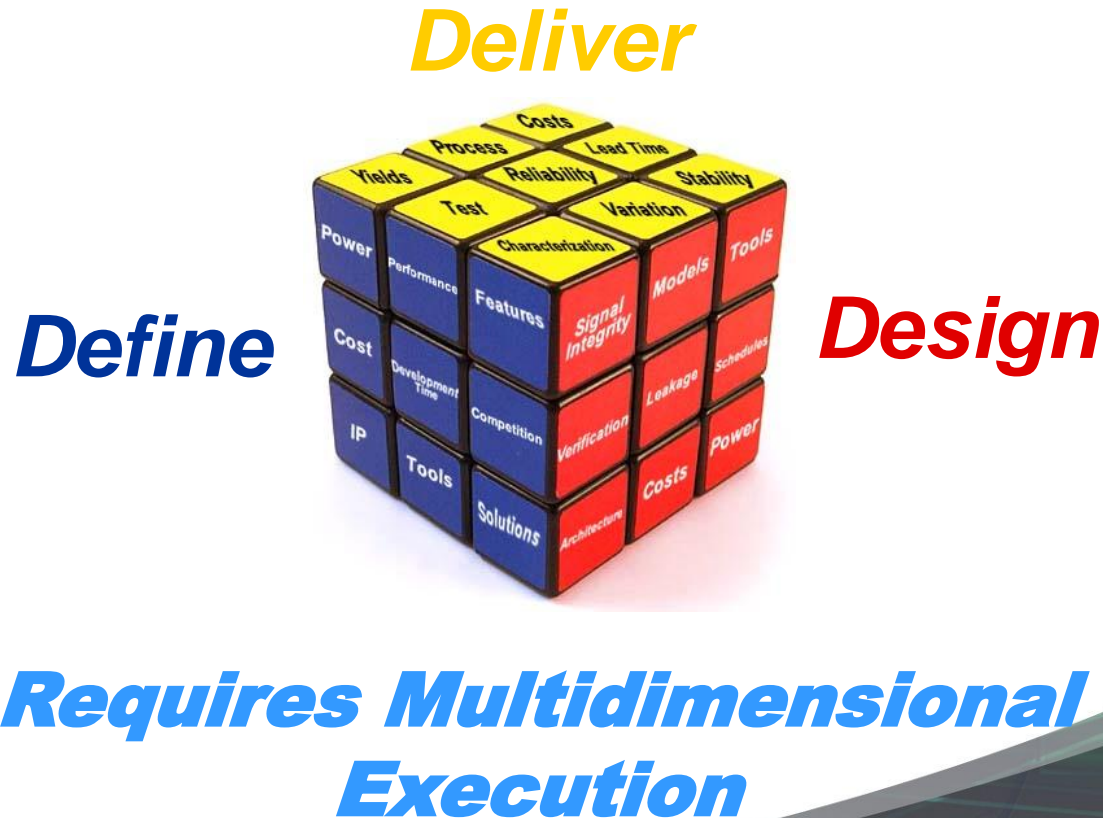 Deliver
Costs
Process
Lead Time
Yields
Reliability
Stability
Test
Variation
Characterization
Define
Power
Performance
Features
Cost
Development
Time
Competition
IP
Tools
Solutions
Design
Signal
Integrity
Models
Tools
Verification
Leakage
Schedules
Architecture
Costs
Power
Requires Multidimensional
Execution